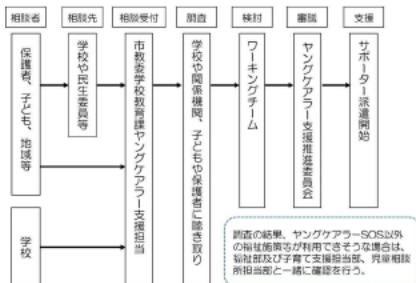 相談者
相談先
相談受付
調査
検討
審議
支援
保護者、子ども、地域等
学校や民生委員等
市教委学校教育課ヤングケアラー支援担当
学校や関係機関、子どもや保護者に聴き取り
ワーキングチーム
ヤングケアラー支援推進委員会
サポーター派遣開始
学校
調査の結果、ヤングケアラーSOS以外
の福祉施策等が利用できそうな場合は、
福祉部及び子育て支援担当部、児童相談
所担当部と一緒に確認を行う。